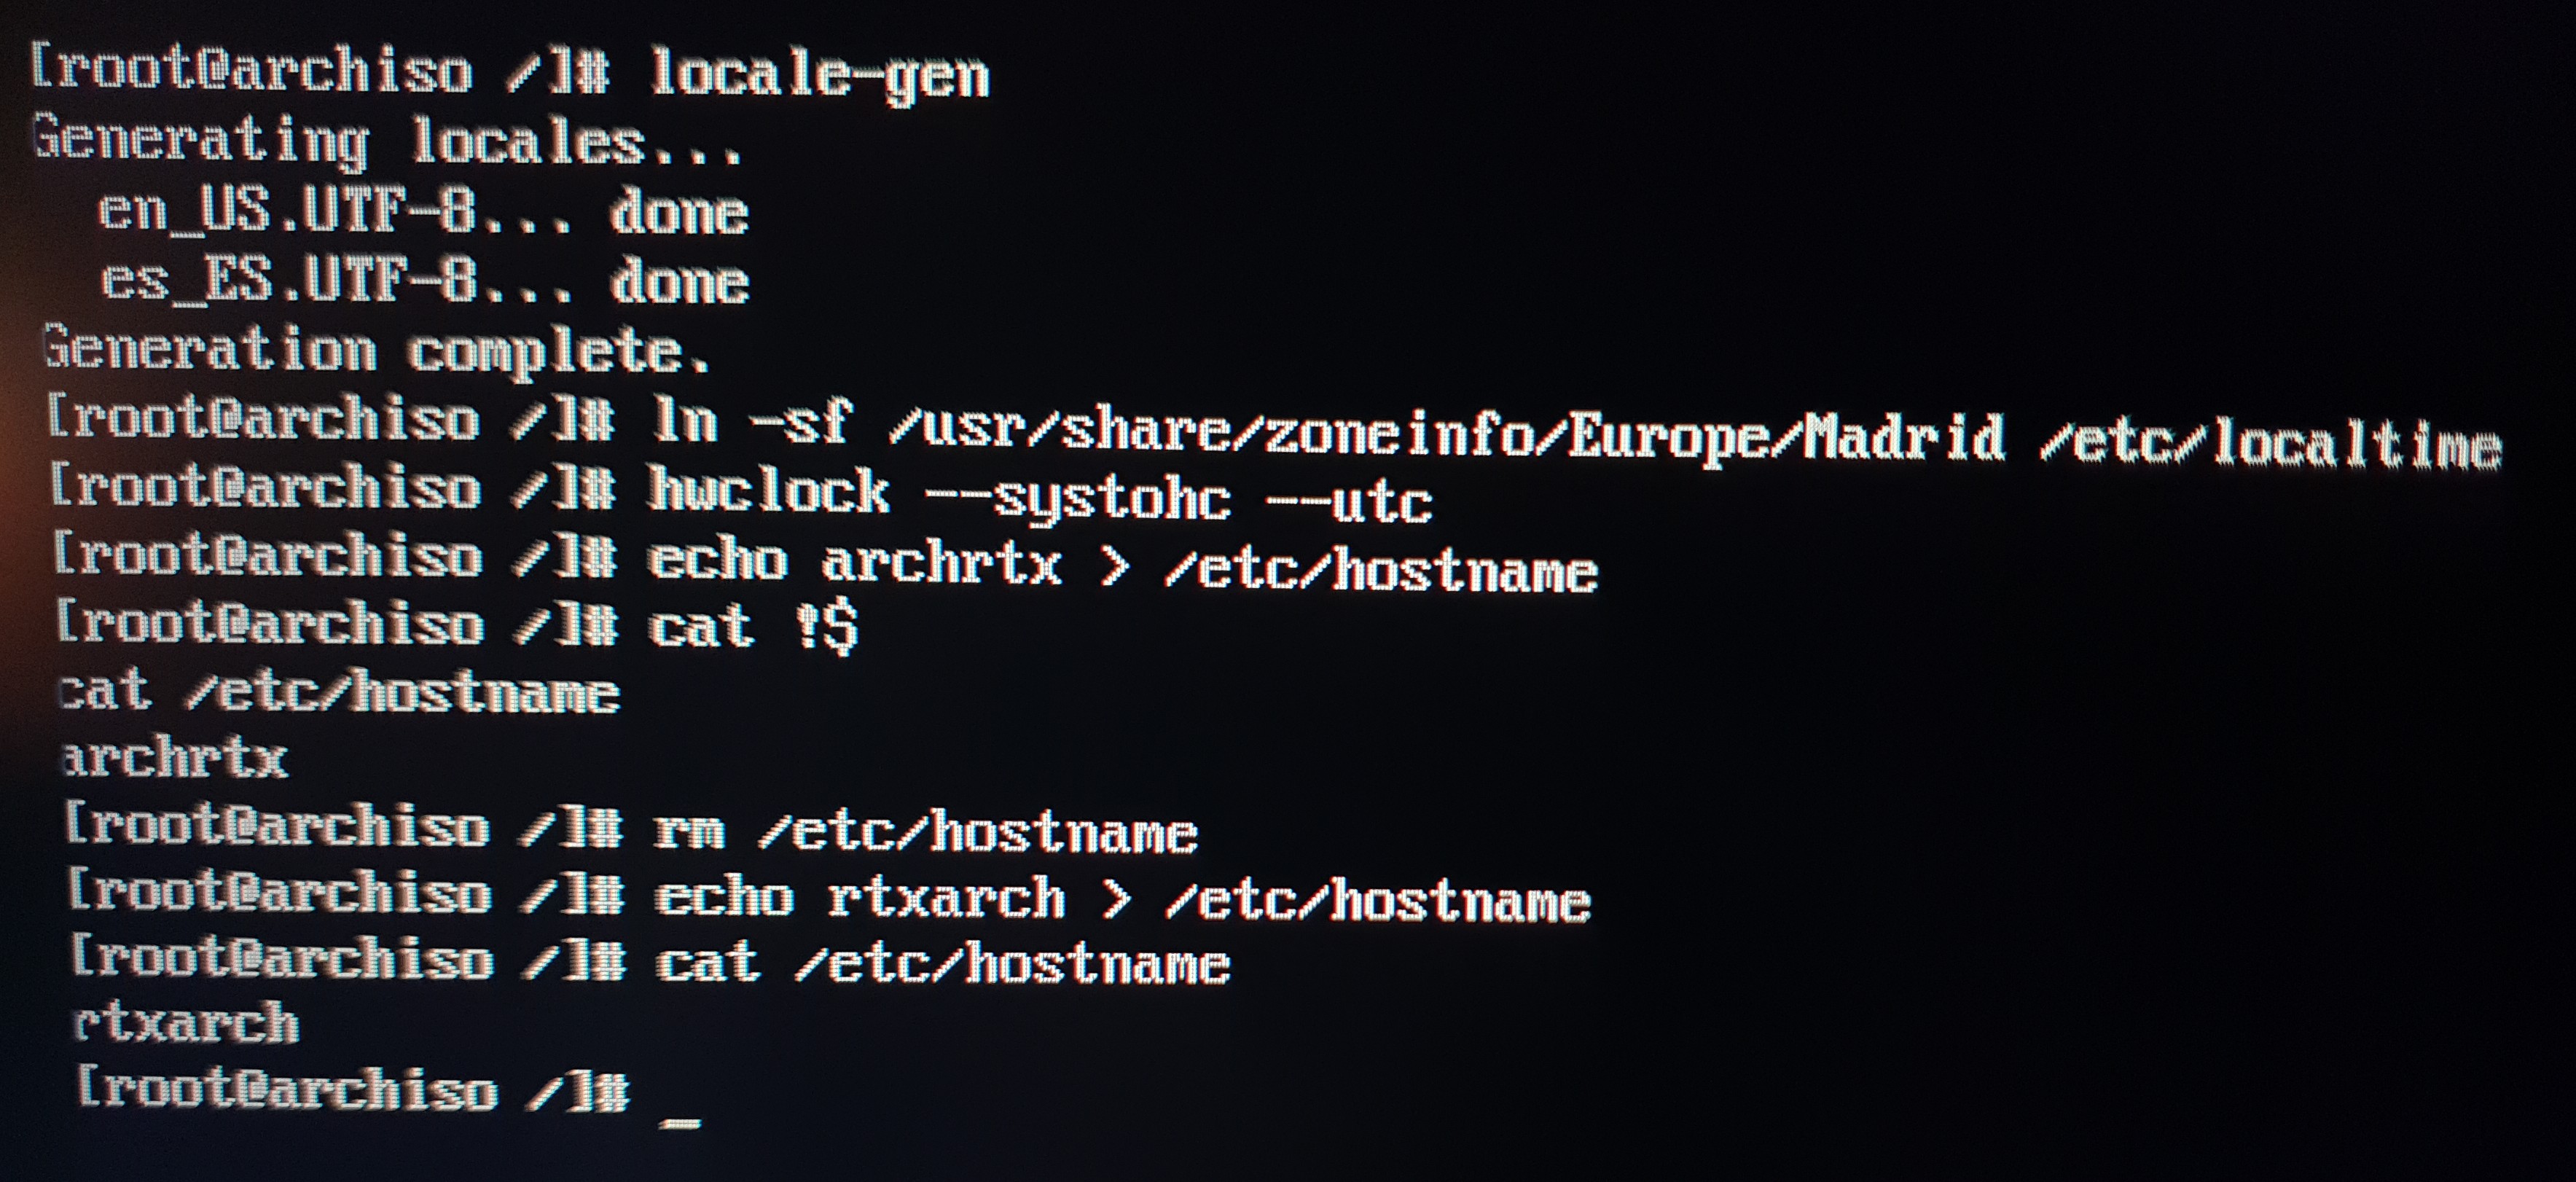 [root@archiso /]# locale-gen
Generating locales...
  en_US.UTF-8... done
  es_ES.UTF-8... done
Generation complete.
[root@archiso /]# ln -sf /usr/share/zoneinfo/Europe/Madrid /etc/localtime
[root@archiso /]# hwclock --systohc --utc
[root@archiso /]# echo archrtx > /etc/hostname
[root@archiso /]# cat !$
cat /etc/hostname
archrtx
[root@archiso /]# rm /etc/hostname
[root@archiso /]# echo rtxarch > /etc/hostname
[root@archiso /]# cat /etc/hostname
rtxarch
[root@archiso /]# _